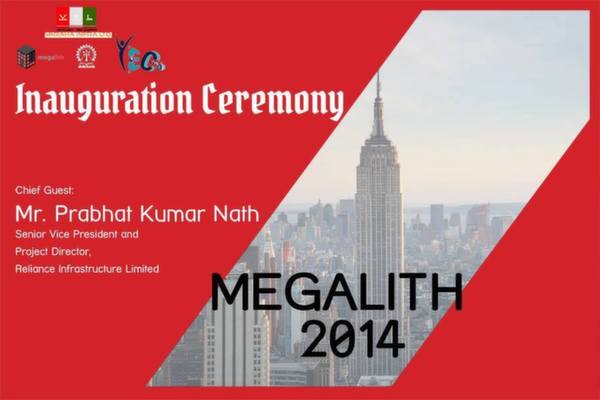 K R L
megalith
Inauguration Ceremony
Chief Guest:
Mr. Prabhat Kumar Nath
Senior Vice President and
Project Director,
Reliance Infrastructure Limited
MEGALITH
2014